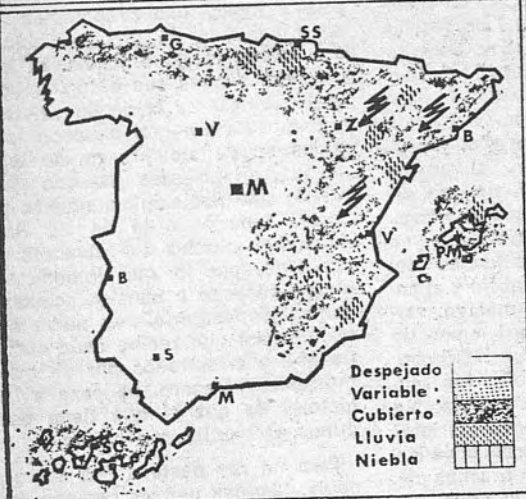 C G SS
V Z B
M
V PM
B
S M
SC
Despejado
Variable
Cubierto
Lluvia
Niebla